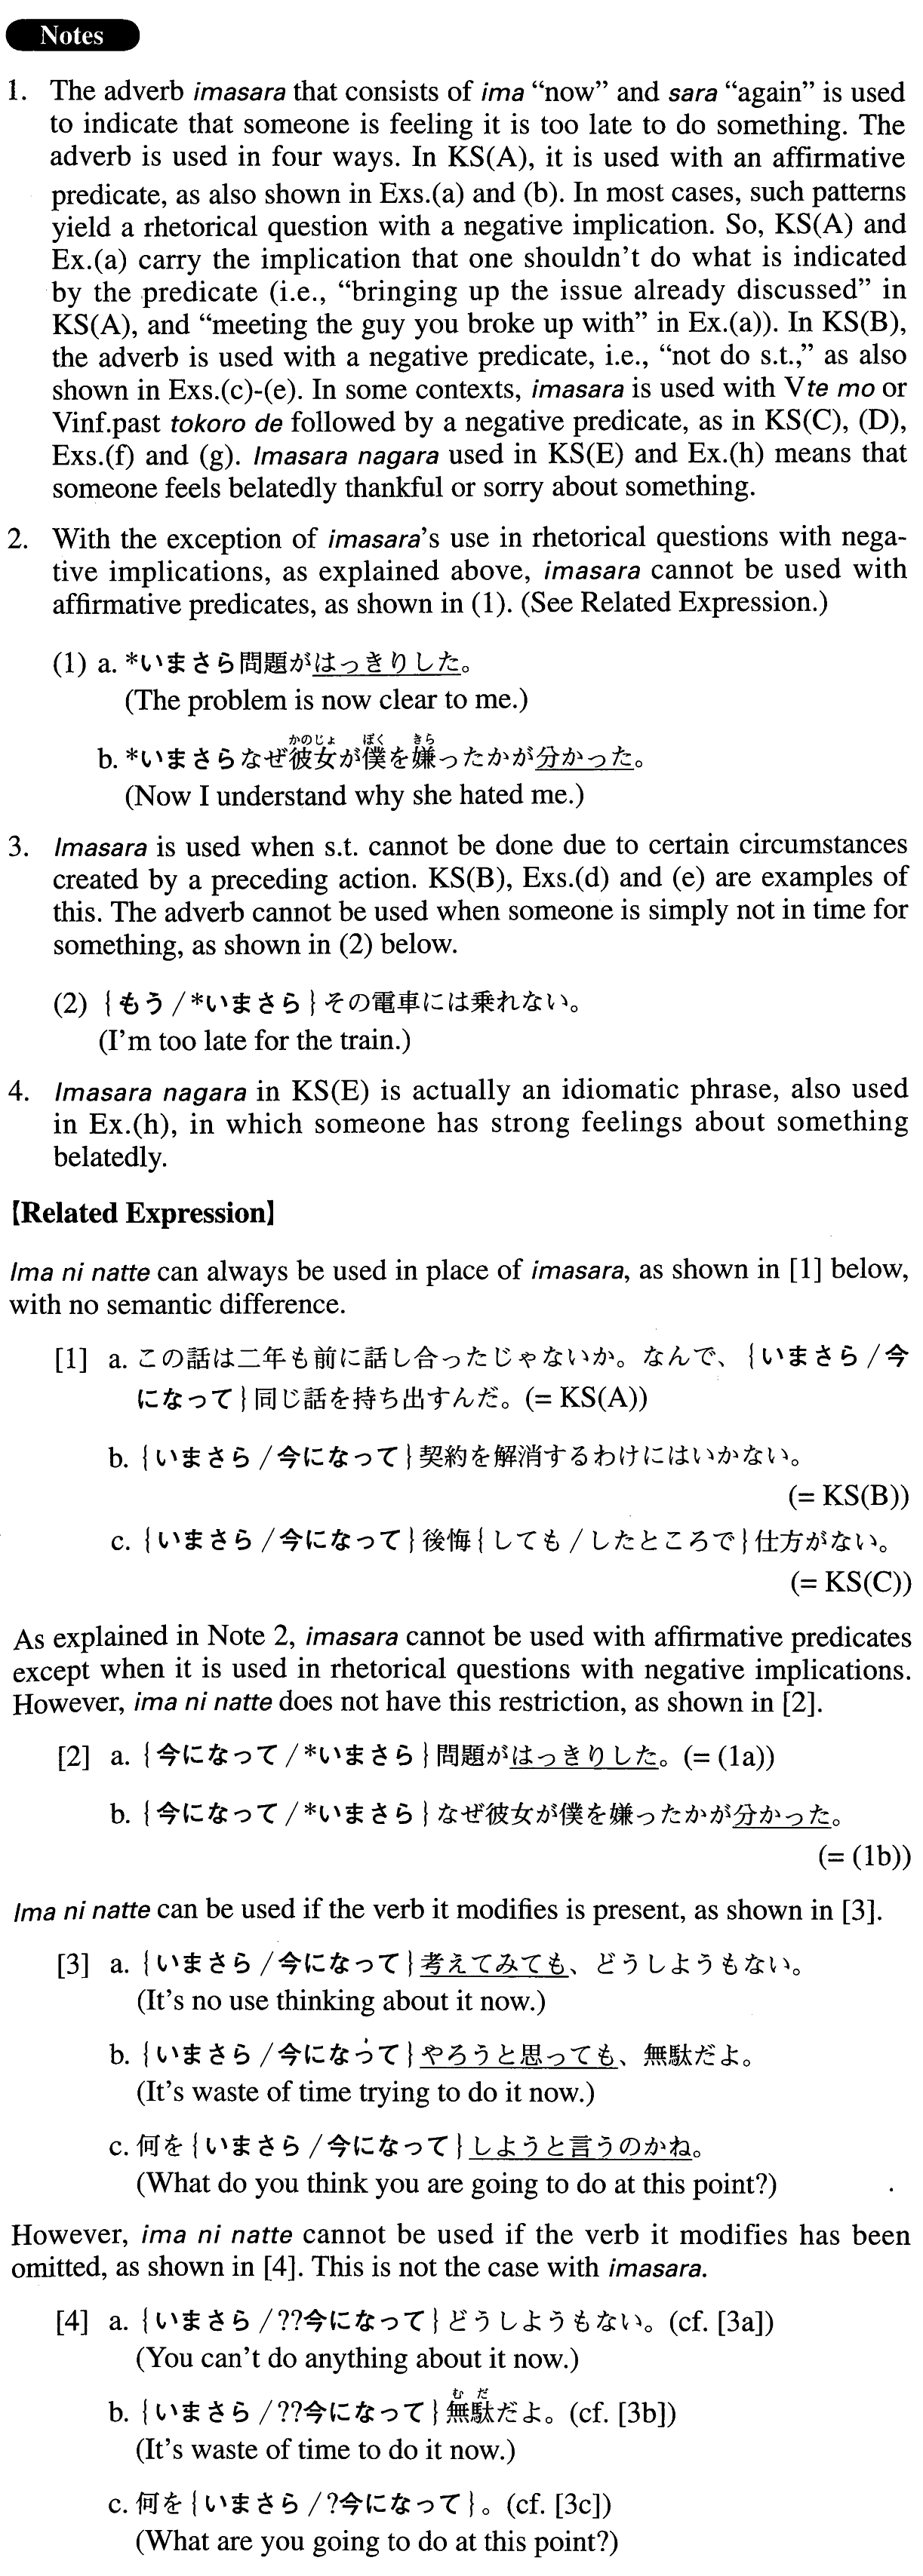 Notes
1. The adverb imasara that consists of ima “now” and sara “again” is used
to indicate that someone is feeling it is too late to do something. The
adverb is used in four ways. In KS(A), it is used with an affirmative
predicate, as also shown in Exs.(a) and (b). In most cases, such patterns
yield a rhetorical question with a negative implication. So, KS(A) and
Ex.(a) carry the implication that one shouldn’t do what is indicated
by the predicate (i.e., “bringing up the issue already discussed” in
KS(A), and “meeting the guy you broke up with” in Ex.(a)). In KS(B),
the adverb is used with a negative predicate, i.e., “not do s.t.,” as also
shown in Exs.(c)-(e). In some contexts, imasara is used with Vte mo or
Vinf.past tokoro de followed by a negative predicate, as in KS(C), (D),
Exs.(f) and (g). Imasara nagara used in KS(E) and Ex.(h) means that
someone feels belatedly thankful or sorry about something.
2. With the exception of imasara’s use in rhetorical questions with nega-
tive implications, as explained above, imasara cannot be used with
affirmative predicates, as shown in (1). (See Related Expression.)
(1) a. *いまさら問題がはっきりした。
(The problem is now clear to me.)
かのじょ ぼく きら
b. *いまさらなぜ彼女が僕を嫌ったかが分かった。
(Now I understand why she hated me.)
3. Imasara is used when s.t. cannot be done due to certain circumstances
created by a preceding action. KS(B), Exs.(d) and (e) are examples of
this. The adverb cannot be used when someone is simply not in time for
something, as shown in (2) below.
(2) {もう/*いまさら}その電車には乗れない。
(I’m too late for the train.)
4. Imasara nagara in KS(E) is actually an idiomatic phrase, also used
in Ex.(h), in which someone has strong feelings about something
belatedly.
【Related Expression】
Ima ni natte can always be used in place of imasara, as shown in [1] below,
with no semantic difference.
[1] a. この話は二年も前に話し合ったじゃないか。なんで、{いまさら/今
になって}同じ話を持ち出すんだ。(= KS(A))
b. {いまさら/今になって}契約を解消するわけにはいかない。
(= KS(B))
c. {いまさら/今になって}後悔{しても/したところで}仕方がない。
(= KS(C))
As explained in Note 2, imasara cannot be used with affirmative predicates
except when it is used in rhetorical questions with negative implications.
However, ima ni natte does not have this restriction, as shown in [2].
[2] a. {今になって/*いまさら}問題がはっきりした。(= (1a))
b. {今になって/*いまさら}なぜ彼女が僕を嫌ったかが分かった。
(= (1b))
Ima ni natte can be used if the verb it modifies is present, as shown in [3].
[3] a. {いまさら/今になって}考えてみても、どうしようもない。
(It’s no use thinking about it now.)
b. {いまさら/今になって}やろうと思っても、無駄だよ。
(It’s waste of time trying to do it now.)
c. 何を{いまさら/今になって}しようと言うのかね。
(What do you think you are going to do at this point?)
However, ima ni natte cannot be used if the verb it modifies has been
omitted, as shown in [4]. This is not the case with imasara.
[4] a. {いまさら/??今になって}どうしようもない。(cf. [3a])
(You can’t do anything about it now.)
む だ
b. {いまさら/??今になって}無駄だよ。(cf. [3b])
(It’s waste of time to do it now.)
c. 何を{いまさら/?今になって}。(cf. [3c])
(What are you going to do at this point?)